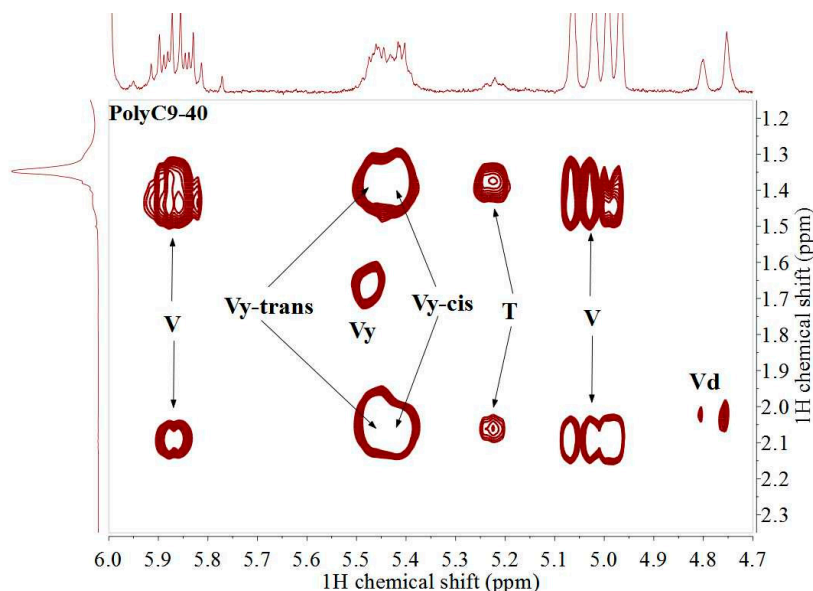 PolyC9-40
1.2
1.3
1.4
1.5
1.6
1.7
1.8
1.9
2.0
2.1
2.2
2.3
1H chemical shift (ppm)
V
Vy-trans
Vy
Vy-cis
T
V
Vd
6.0 5.9 5.8 5.7 5.6 5.5 5.4 5.3 5.2 5.1 5.0 4.9 4.8 4.7
1H chemical shift (ppm)